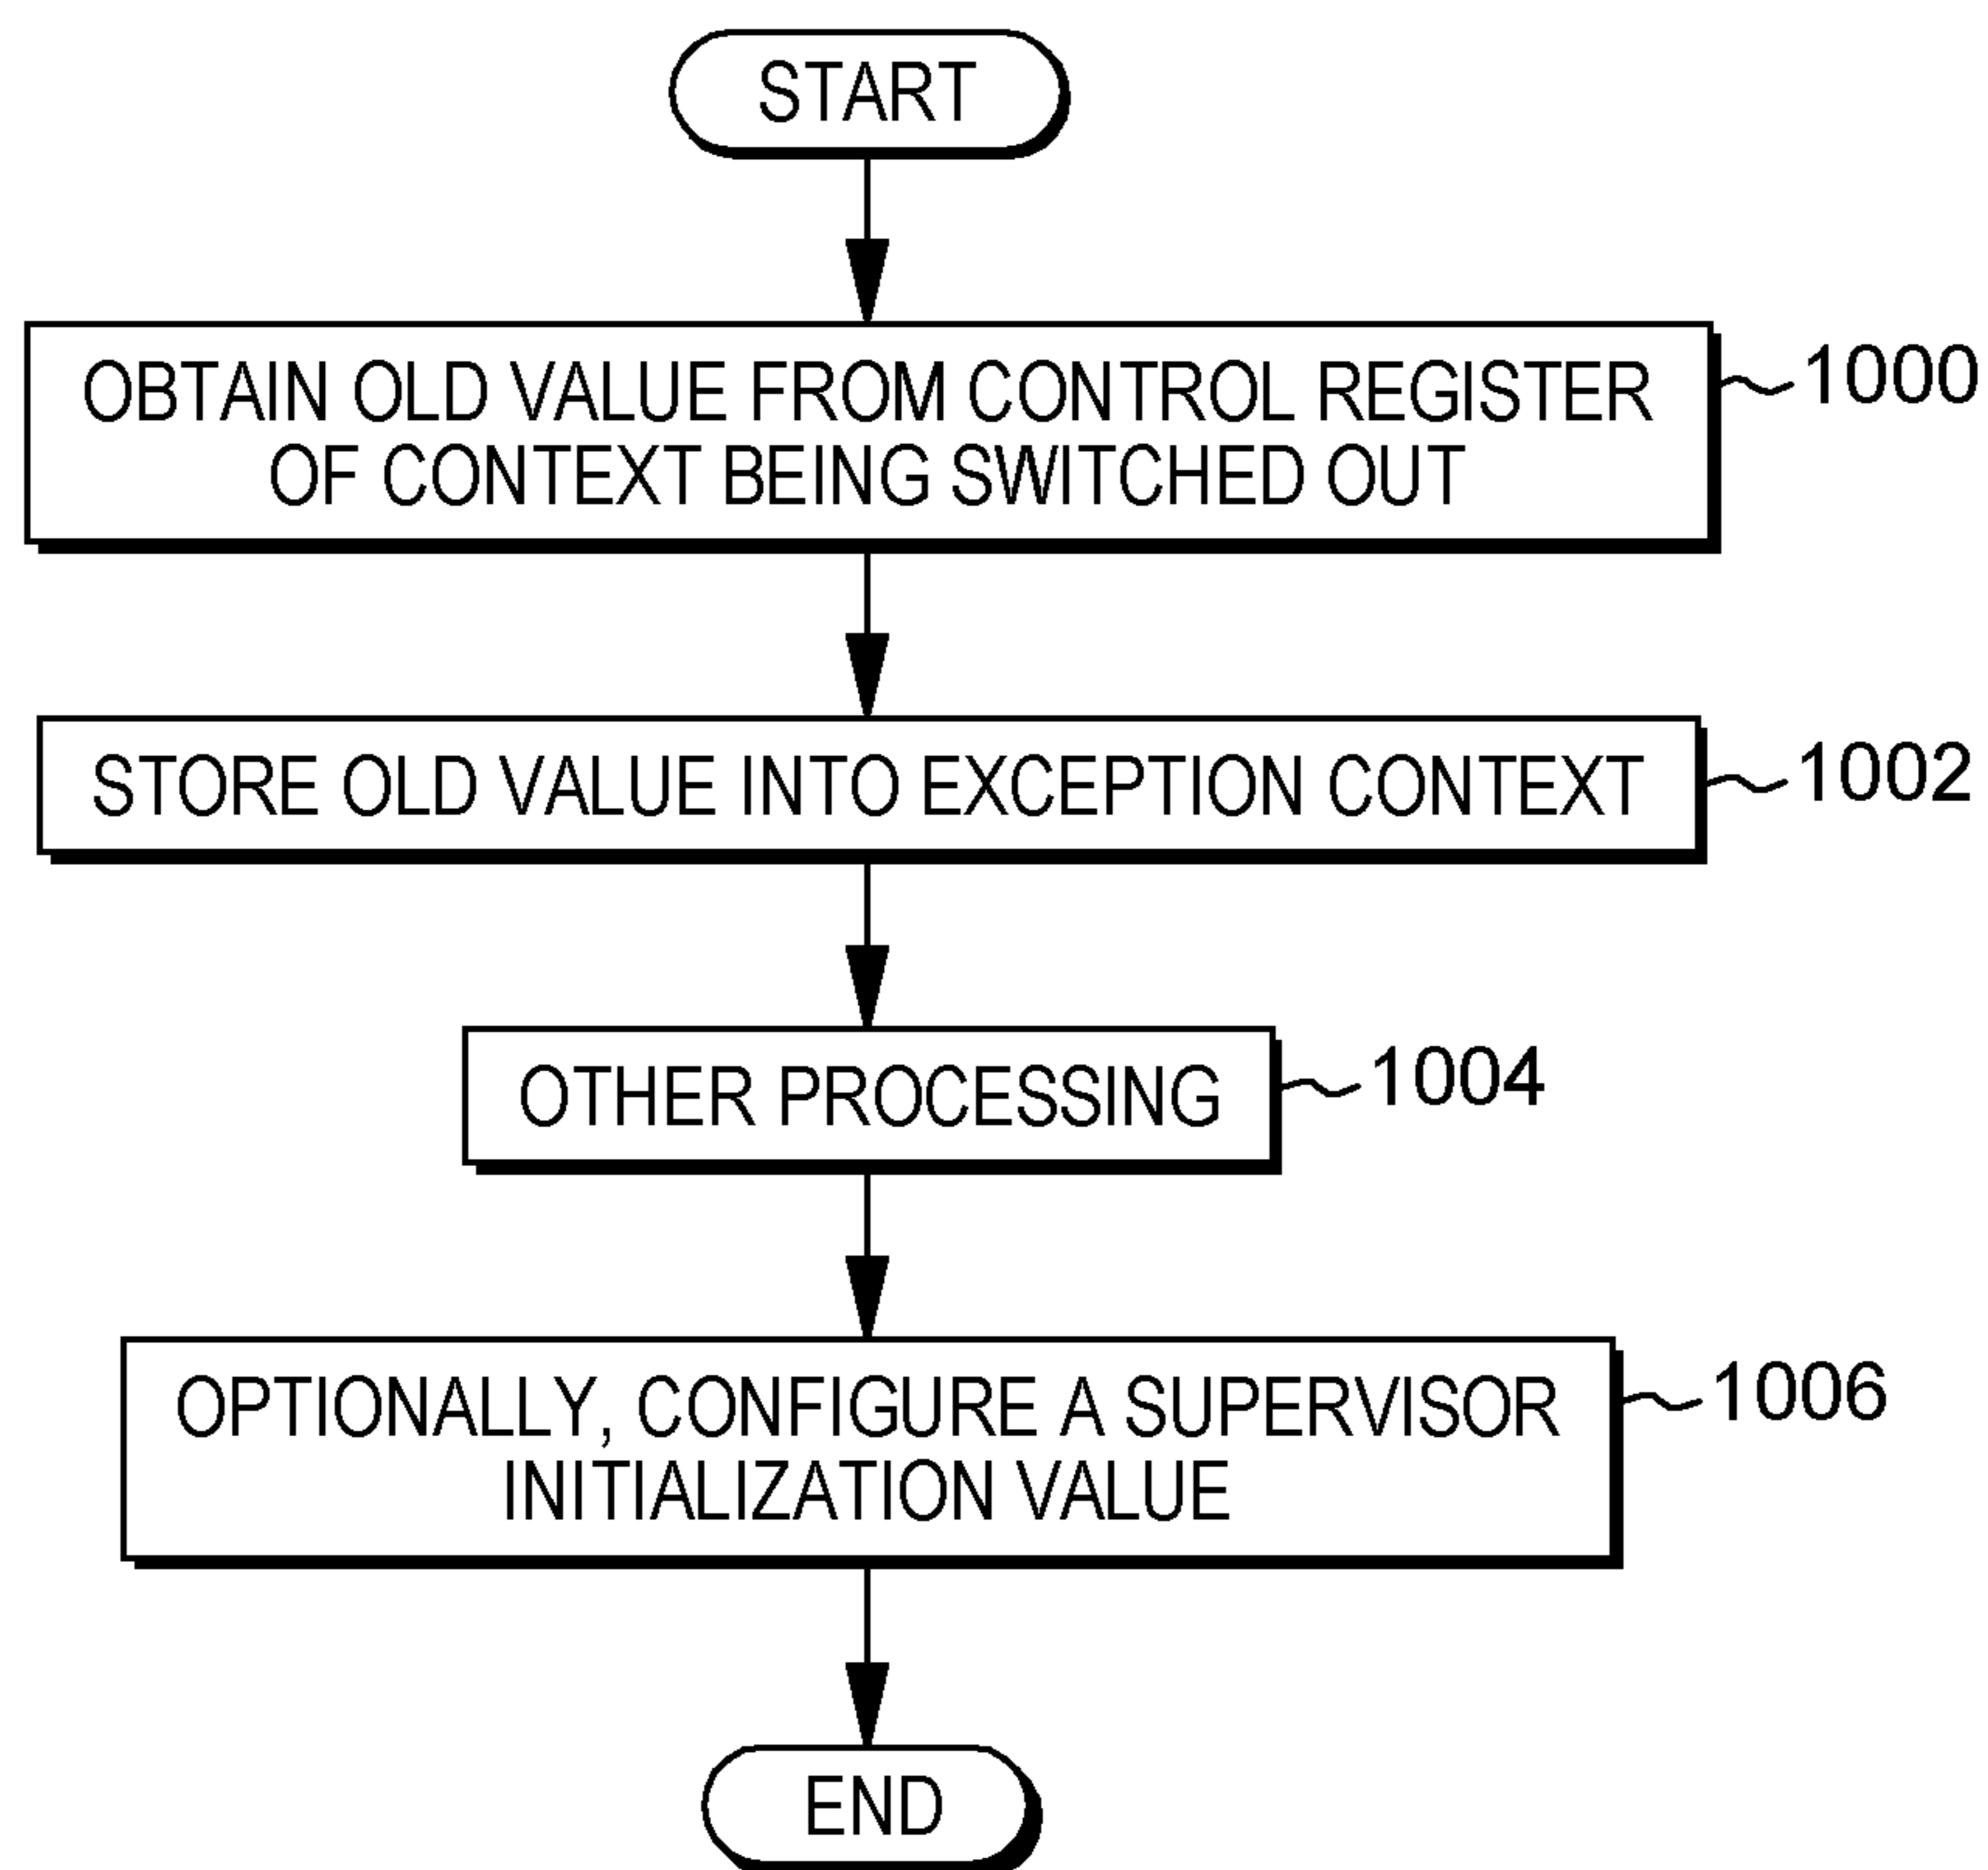 START
OBTAIN OLD VALUE FROM CONTROL REGISTER
OF CONTEXT BEING SWITCHED OUT
1000
STORE OLD VALUE INTO EXCEPTION CONTEXT
1002
OTHER PROCESSING
1004
OPTIONALLY, CONFIGURE A SUPERVISOR
INITIALIZATION VALUE
1006
END